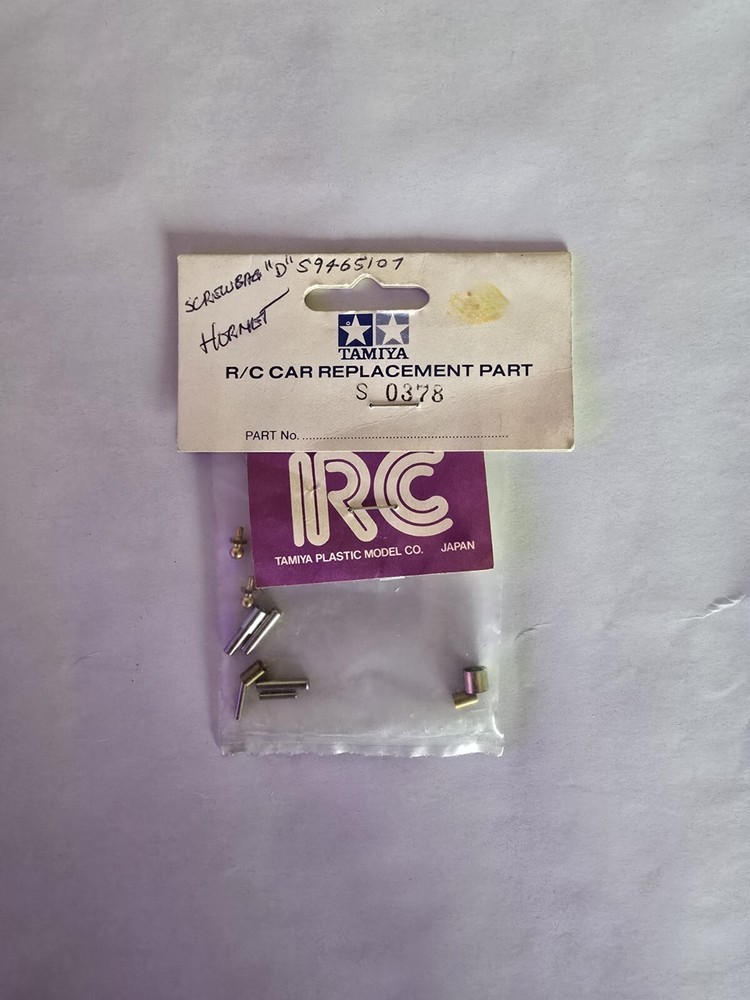 SCREWBAG "D" S9465107
HORNET
TAMIYA
R/C CAR REPLACEMENT PART
S 0378
PART No. ........................................................
RC
TAMIYA PLASTIC MODEL CO. JAPAN